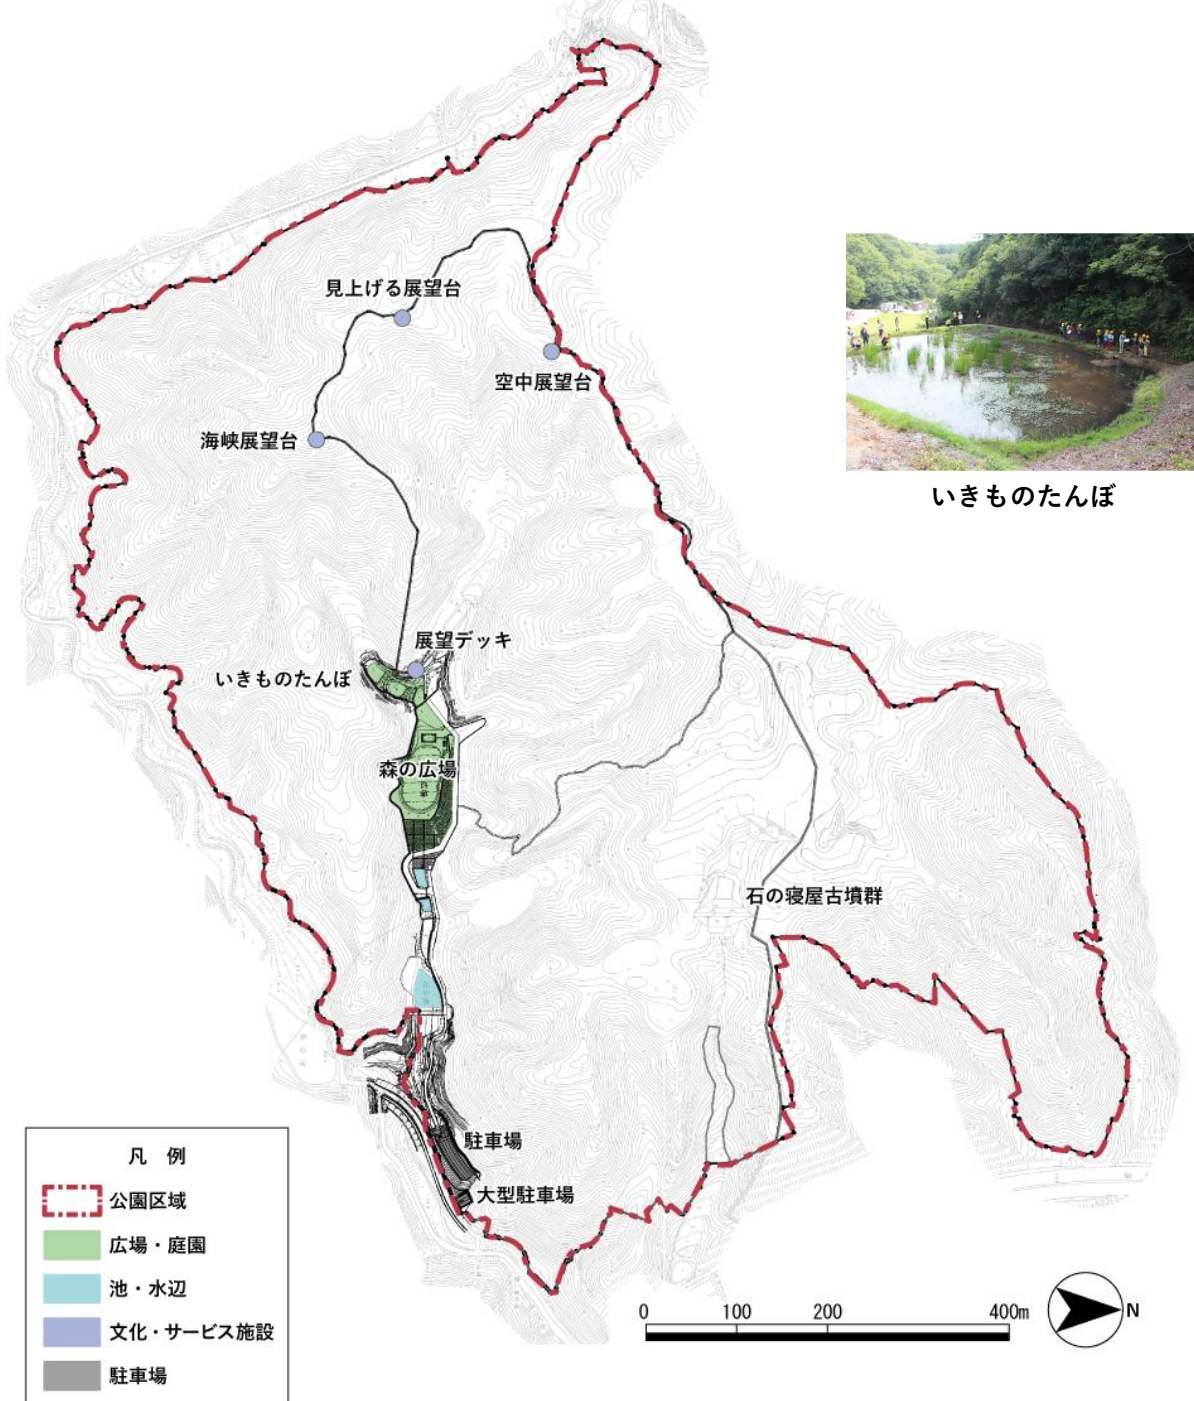 見上げる展望台
空中展望台
海峡展望台
いきものたんぼ
展望デッキ
いきものたんぼ
森の広場
石の寝屋古墳群
駐車場
大型駐車場
凡 例
公園区域
広場・庭園
池・水辺
文化・サービス施設
駐車場
0 100 200 400m
N